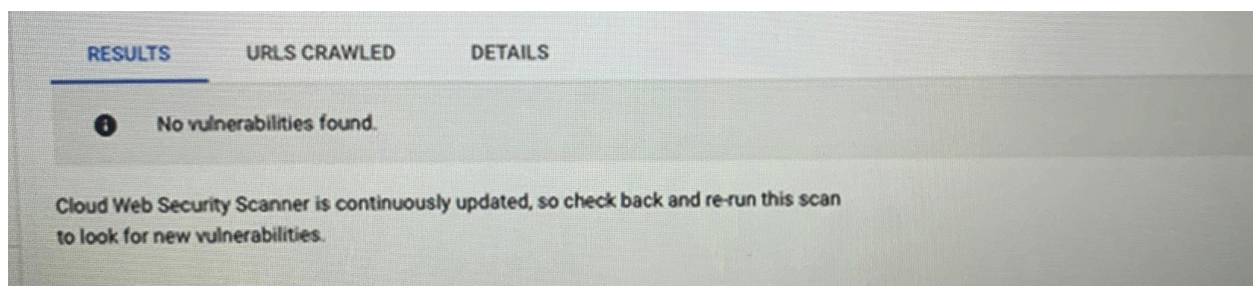 RESULTS URLS CRAWLED DETAILS
No vulnerabilities found.
Cloud Web Security Scanner is continuously updated, so check back and re-run this scan
to look for new vulnerabilities.